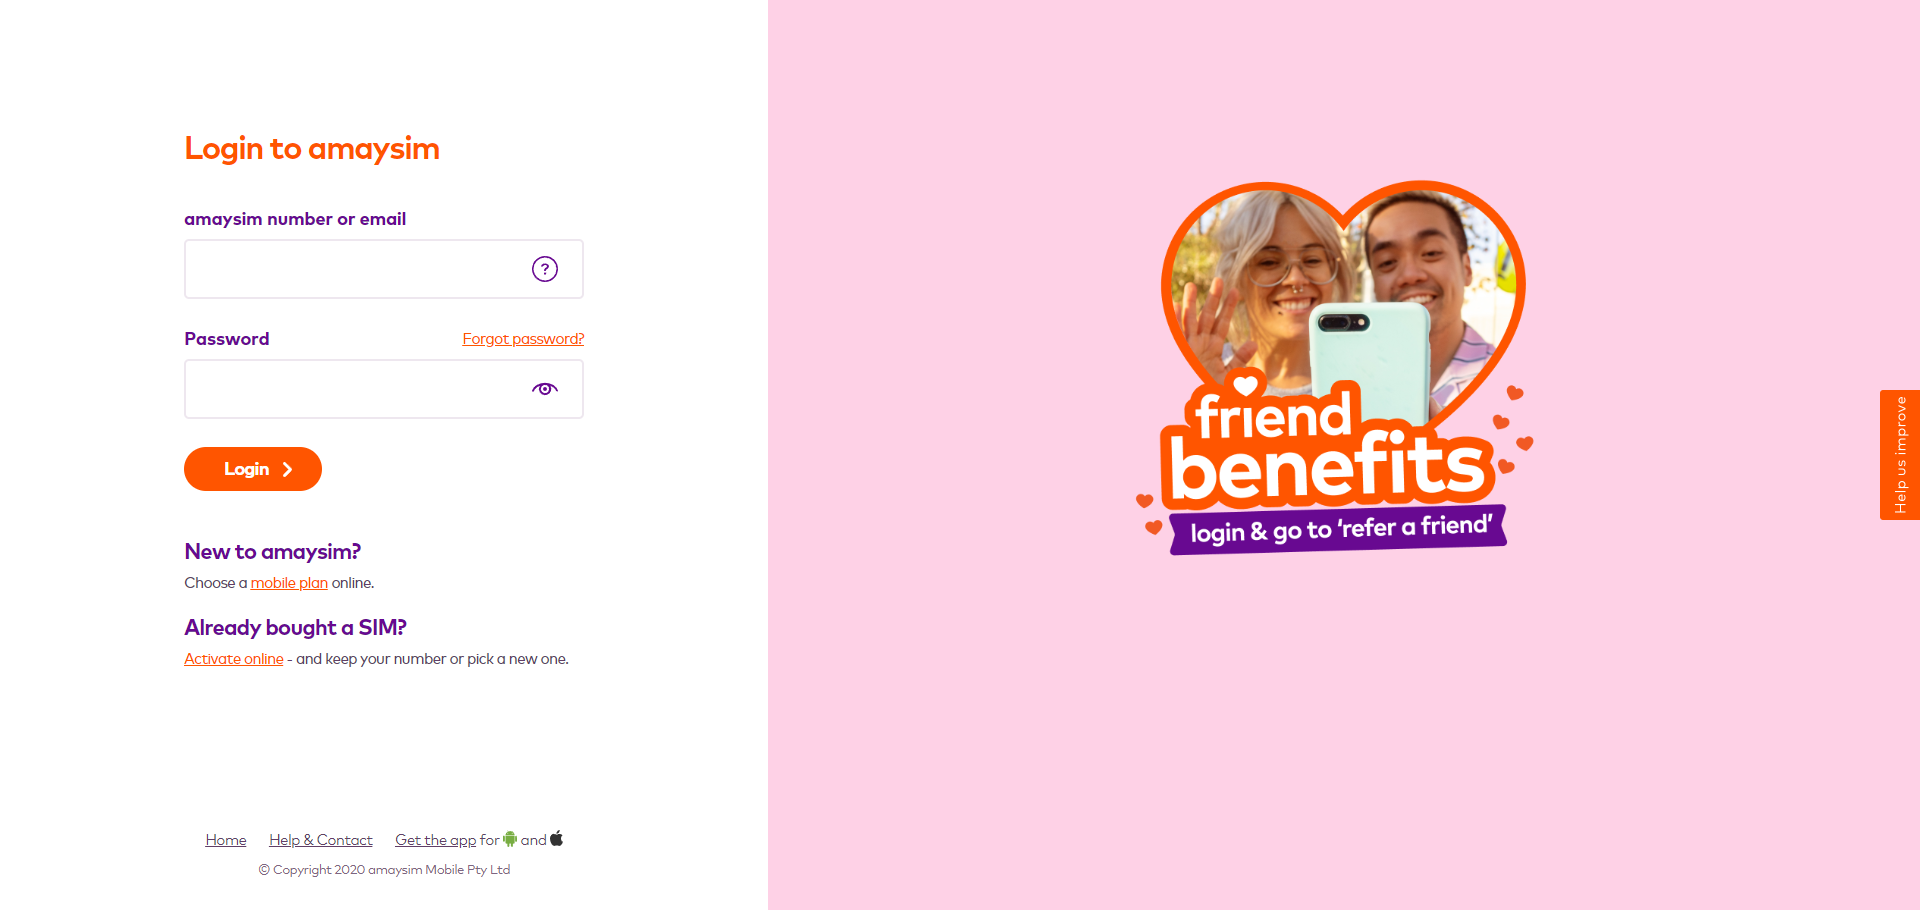 Login to amaysim
amaysim number or email
?
Password Forgot password?
Login
New to amaysim?
Choose a mobile plan online.
Already bought a SIM?
Activate online - and keep your number or pick a new one.
Home Help & Contact Get the app for and
© Copyright 2020 amaysim Mobile Pty Ltd
friend
benefits
login & go to ‘refer a friend’
Help us improve